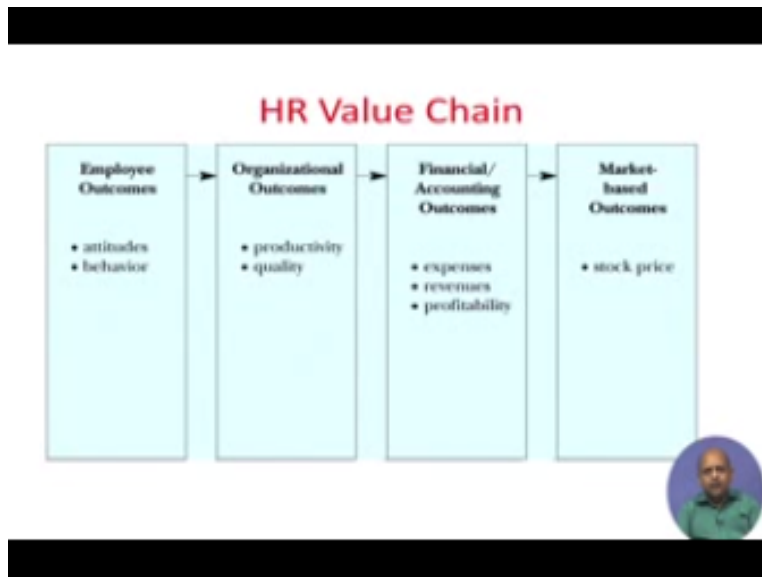 HR Value Chain
Employee
Outcomes
• attitudes
• behavior
Organizational
Outcomes
• productivity
• quality
Financial/
Accounting
Outcomes
• expenses
• revenues
• profitability
Market-
based
Outcomes
• stock price